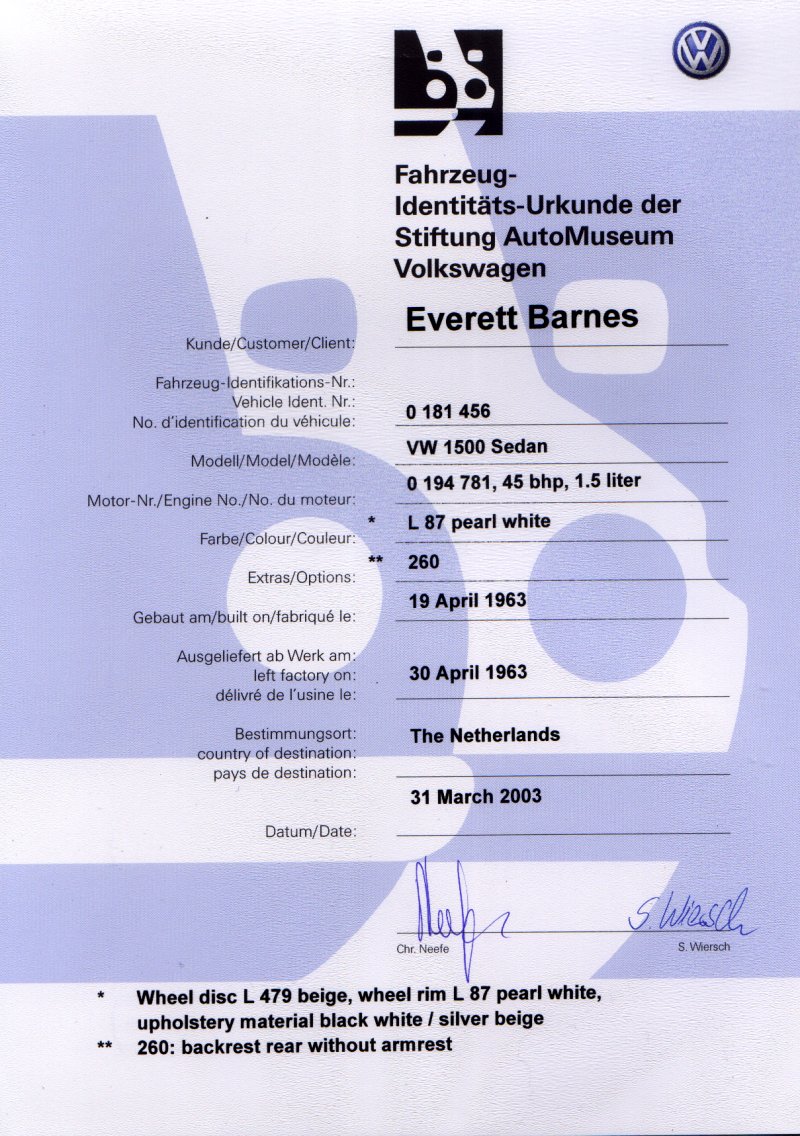 Fahrzeug-
Identitäts-Urkunde der
Stiftung AutoMuseum
Volkswagen
Kunde/Customer/Client: Everett Barnes
Fahrzeug-Identifikations-Nr.:
Vehicle Ident. Nr.:
No. d'identification du véhicule: 0 181 456
Modell/Model/Modèle: VW 1500 Sedan
Motor-Nr./Engine No./No. du moteur: 0 194 781, 45 bhp, 1.5 liter
Farbe/Colour/Couleur: * L 87 pearl white
Extras/Options: ** 260
Gebaut am/built on/fabriqué le: 19 April 1963
Ausgeliefert ab Werk am:
left factory on: 30 April 1963
délivré de l'usine le:
Bestimmungsort: The Netherlands
country of destination:
pays de destination:
Datum/Date: 31 March 2003
Neefe S. Wiersch
Chr. Neefe S. Wiersch
* Wheel disc L 479 beige, wheel rim L 87 pearl white,
upholstery material black white / silver beige
** 260: backrest rear without armrest